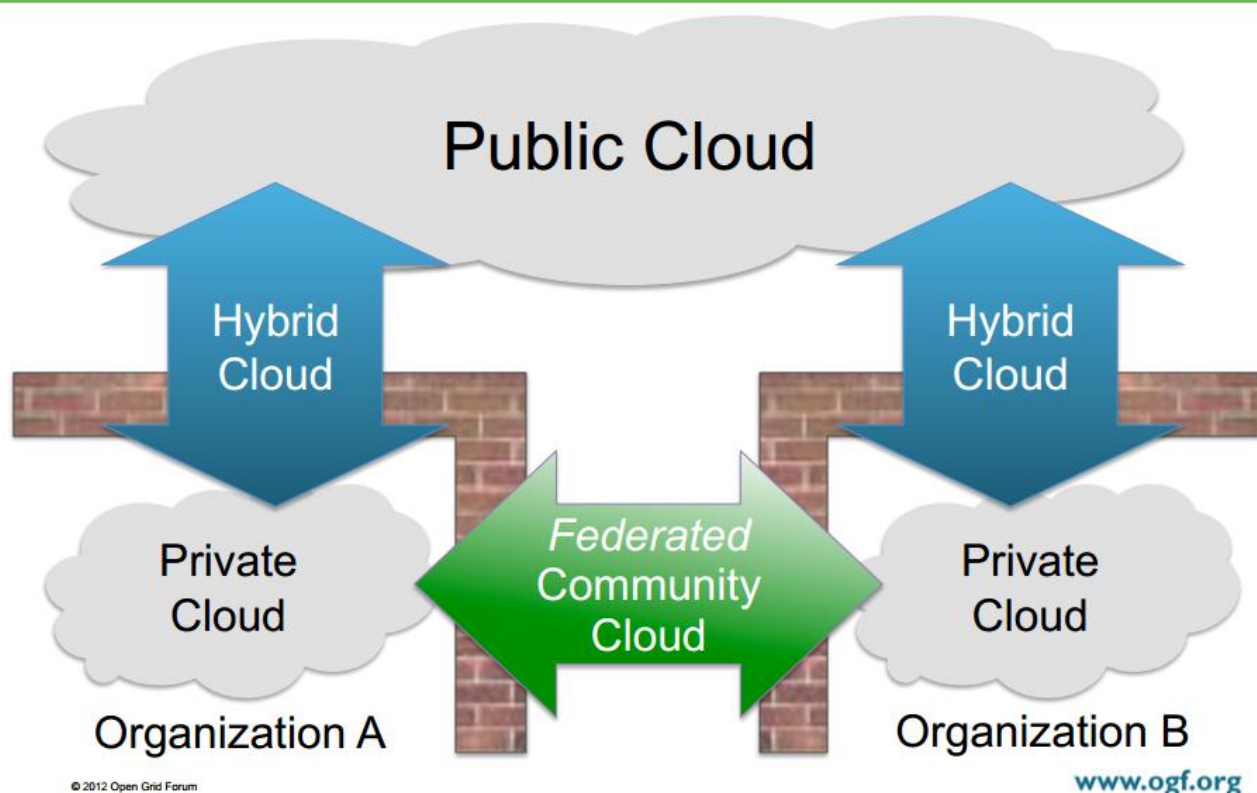 Public Cloud
Hybrid
Cloud
Hybrid
Cloud
Private
Cloud
Federated
Community
Cloud
Private
Cloud
Organization A
Organization B
© 2012 Open Grid Forum
www.ogf.org